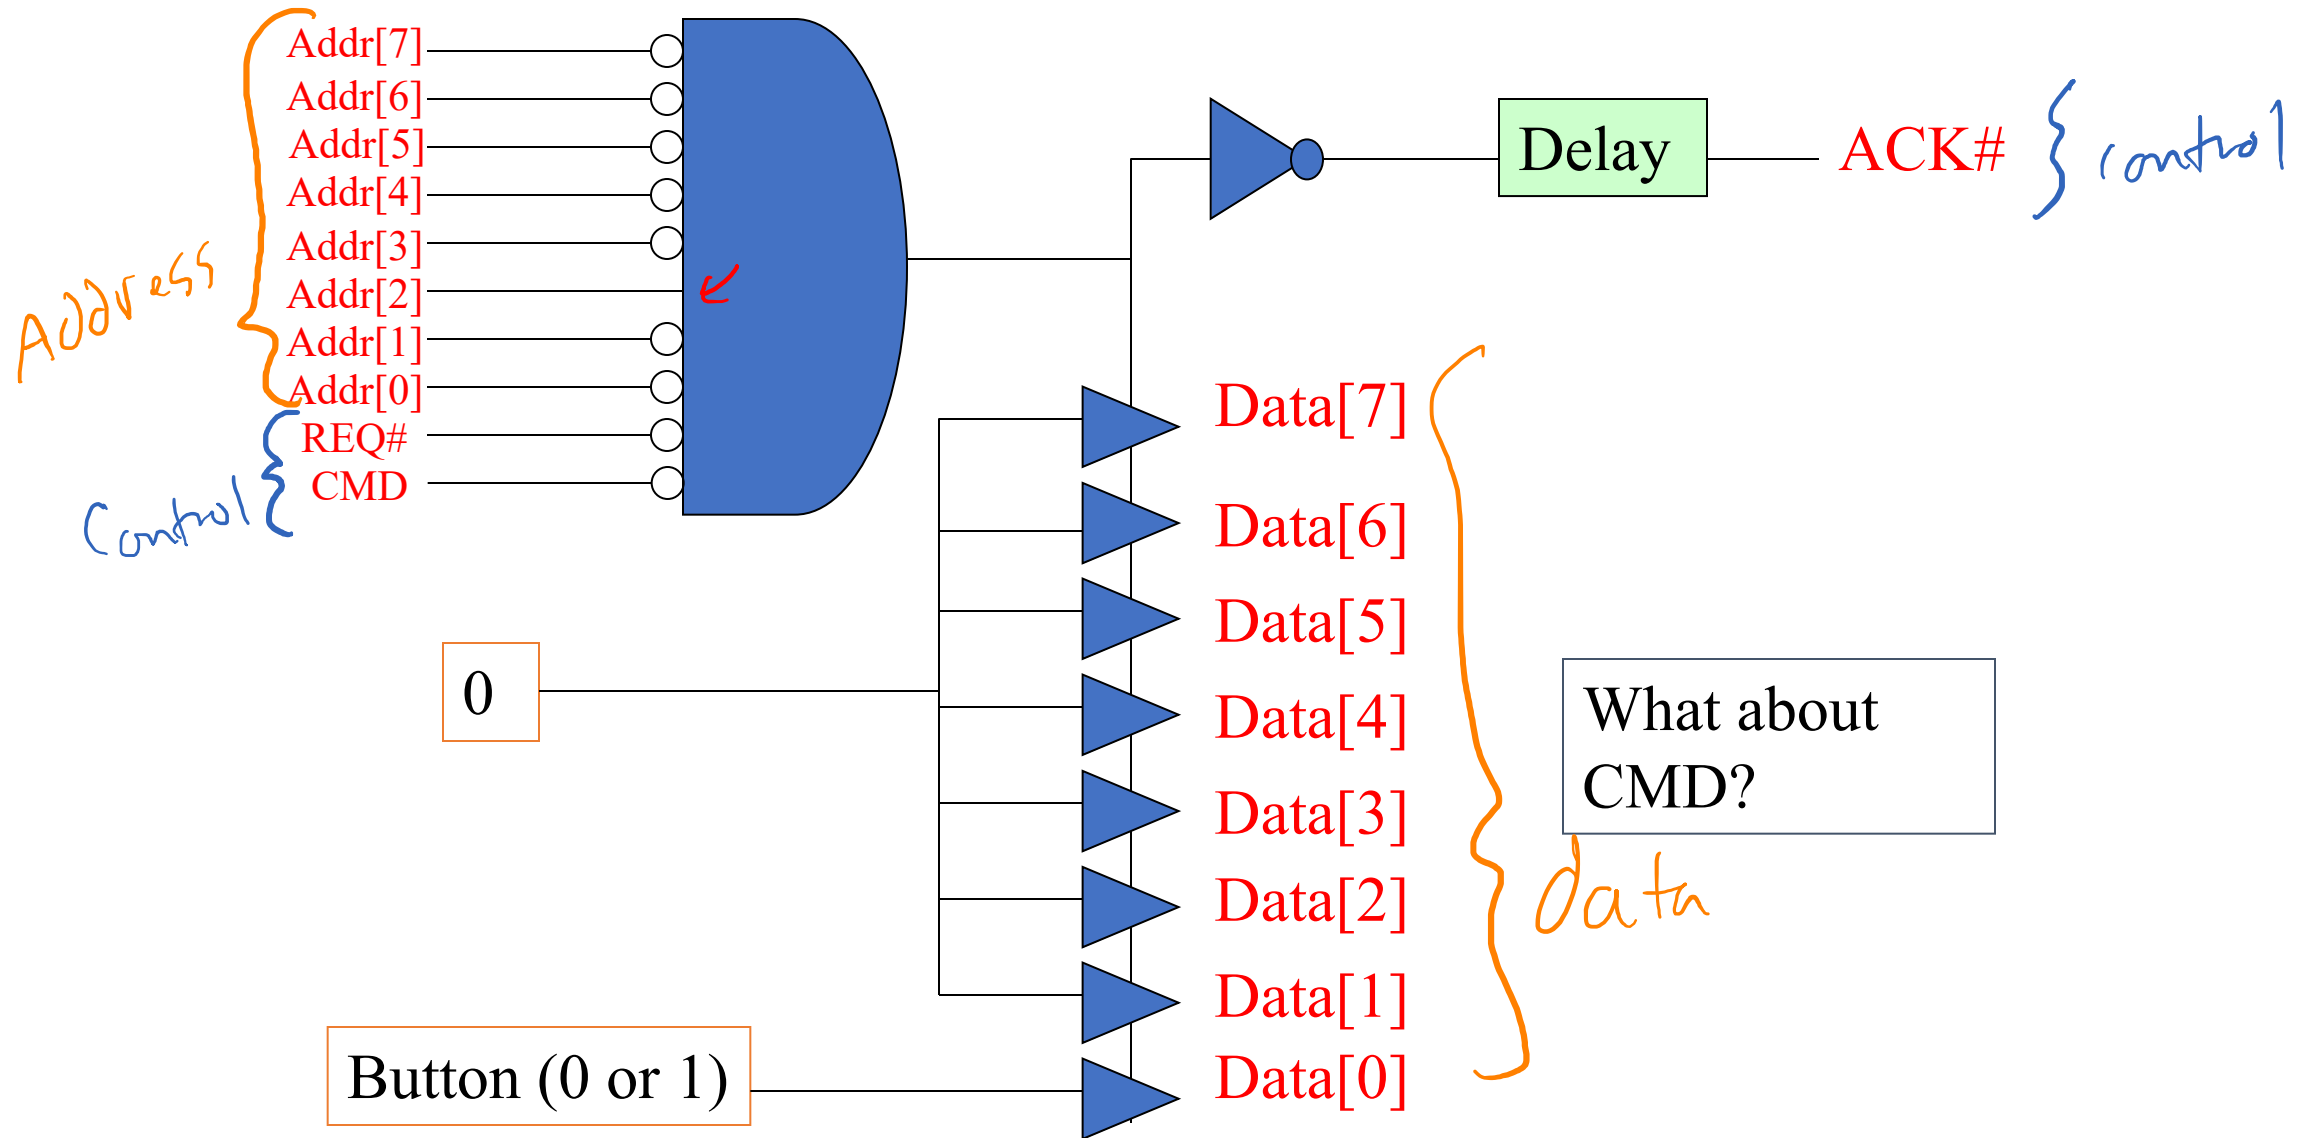 Addr[7]
Addr[6]
Addr[5]
Addr[4]
Addr[3]
Addr[2]
Addr[1]
Addr[0]
REQ#
CMD
Address
Control
Delay
ACK#
control
Data[7]
Data[6]
Data[5]
Data[4]
Data[3]
Data[2]
Data[1]
Data[0]
data
0
Button (0 or 1)
What about
CMD?